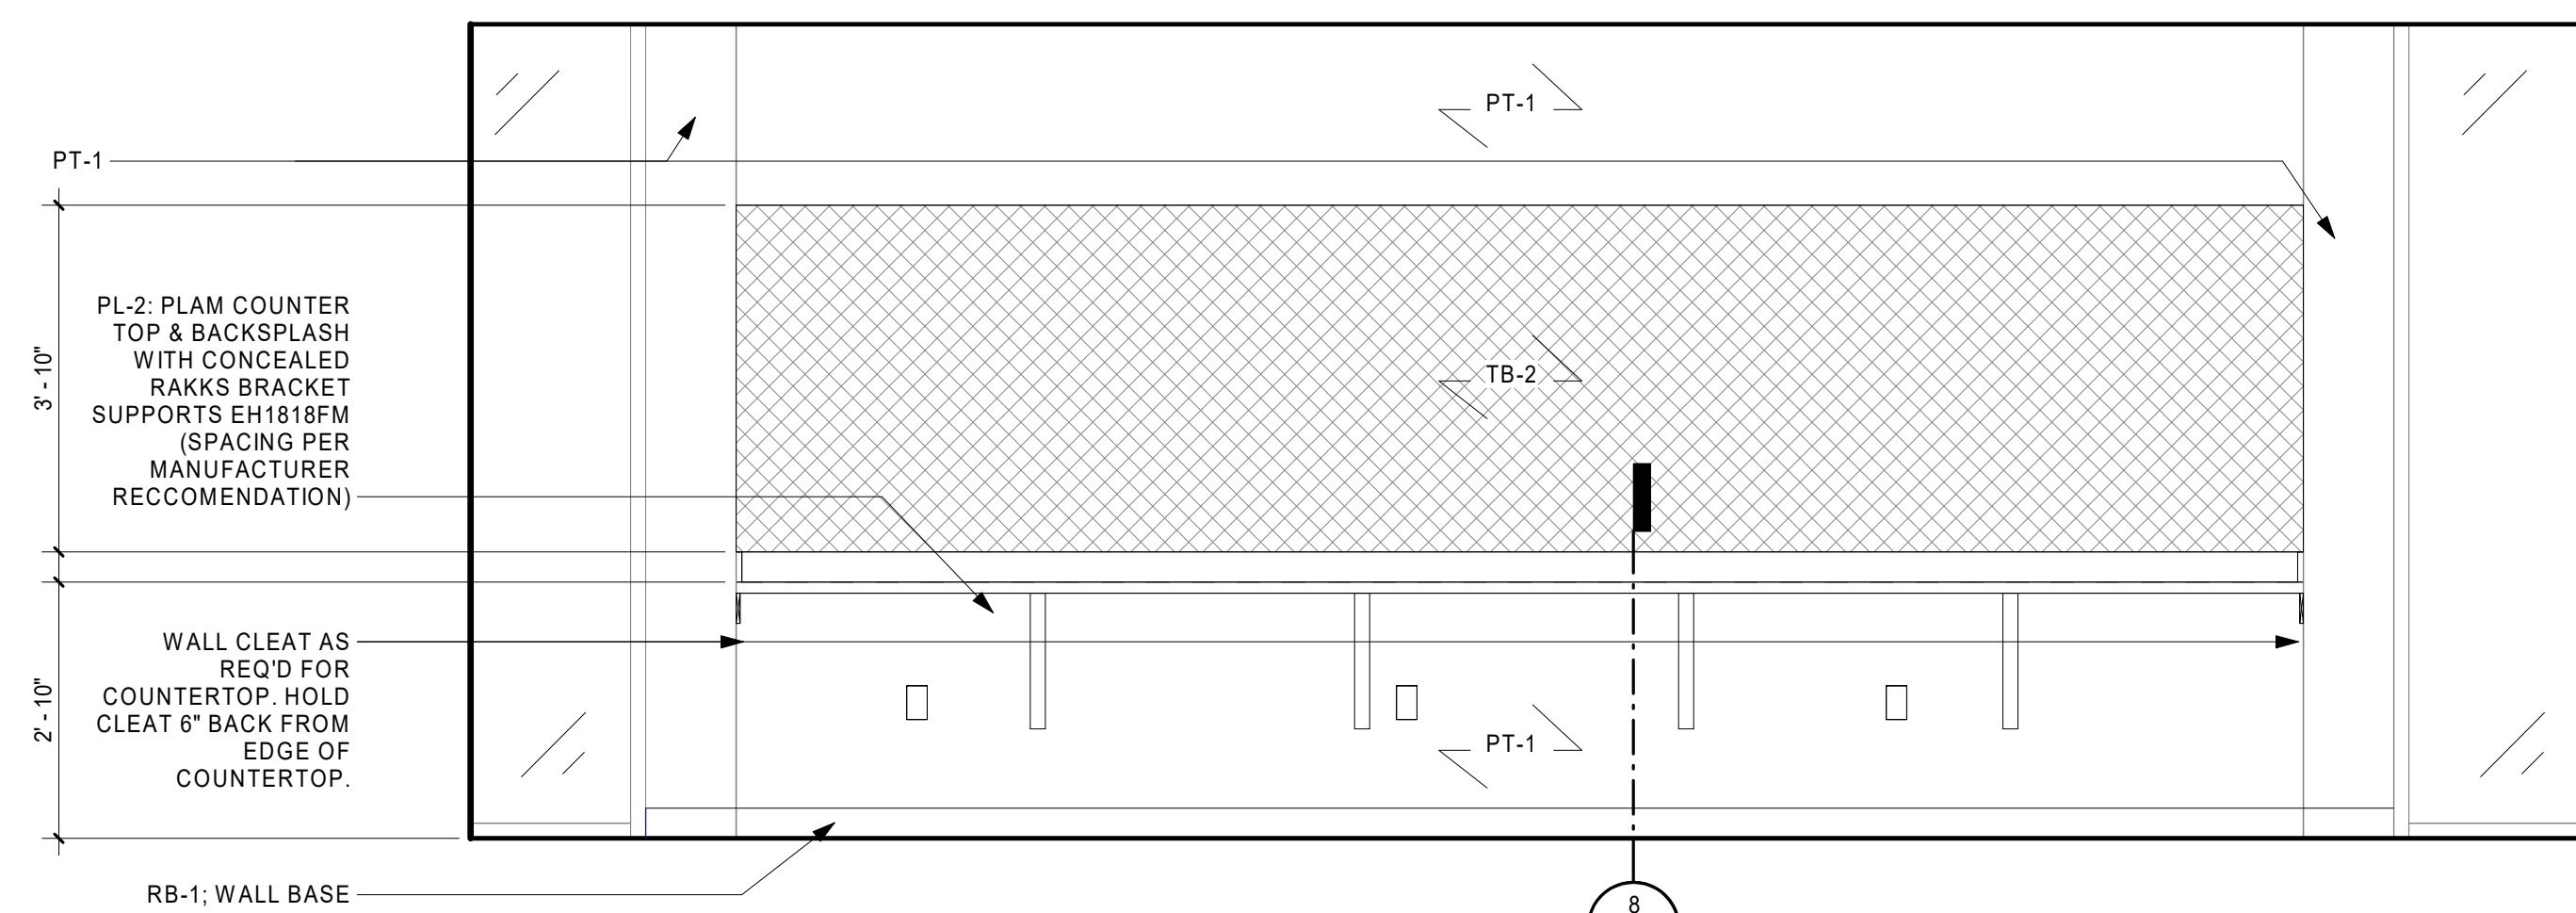 PT-1
PT-1
3' - 10"
PL-2: PLAM COUNTER
TOP & BACKSPLASH
WITH CONCEALED
RAKKS BRACKET
SUPPORTS EH1818FM
(SPACING PER
MANUFACTURER
RECCOMENDATION)
TB-2
2' - 10"
WALL CLEAT AS
REQ'D FOR
COUNTERTOP. HOLD
CLEAT 6" BACK FROM
EDGE OF
COUNTERTOP.
PT-1
RB-1; WALL BASE
8